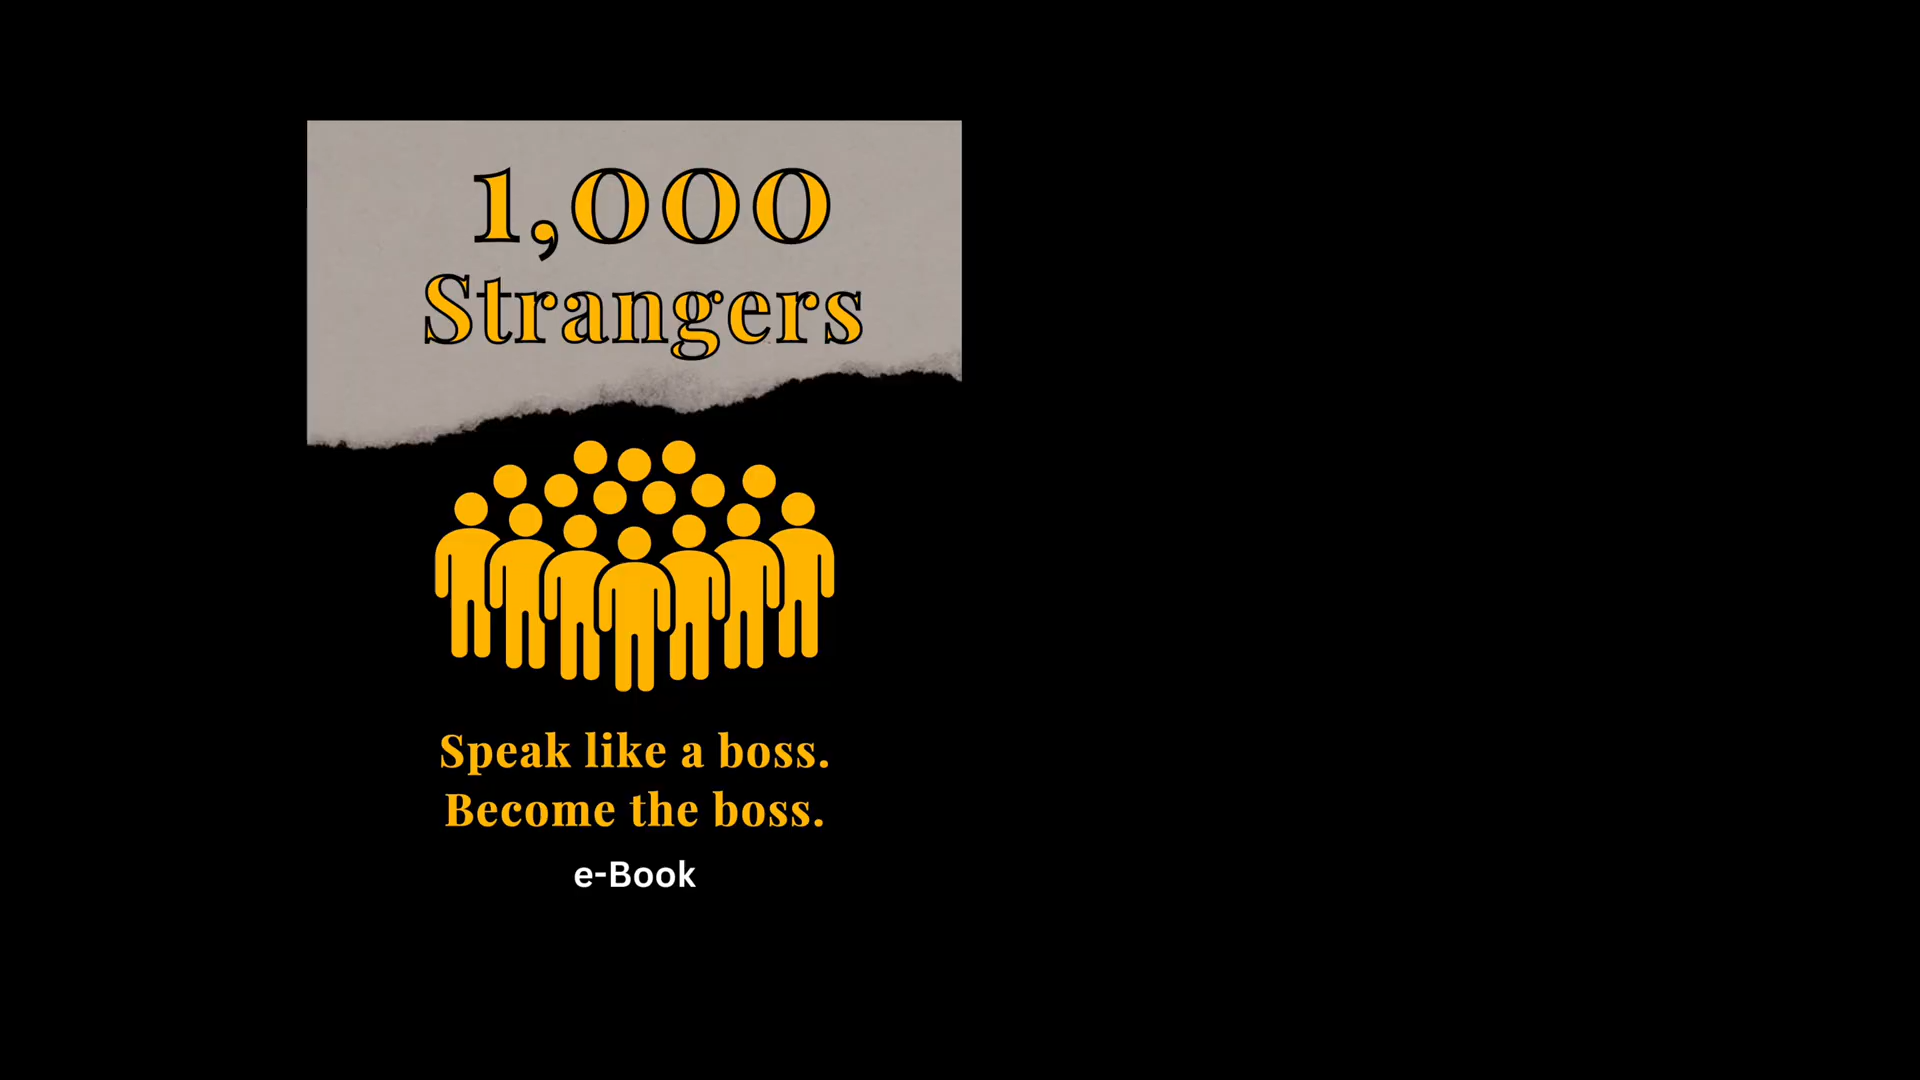 1,000
Strangers
Speak like a boss.
Become the boss.
e-Book